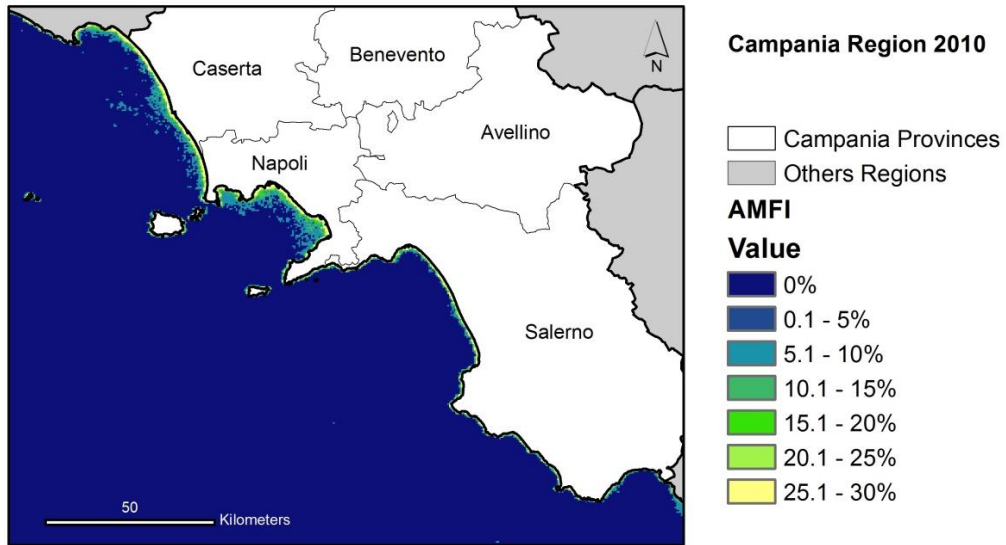 Caserta
Benevento
Avellino
Napoli
Salerno
N
50
Kilometers
Campania Region 2010
Campania Provinces
Others Regions
AMFI
Value
0%
0.1 - 5%
5.1 - 10%
10.1 - 15%
15.1 - 20%
20.1 - 25%
25.1 - 30%